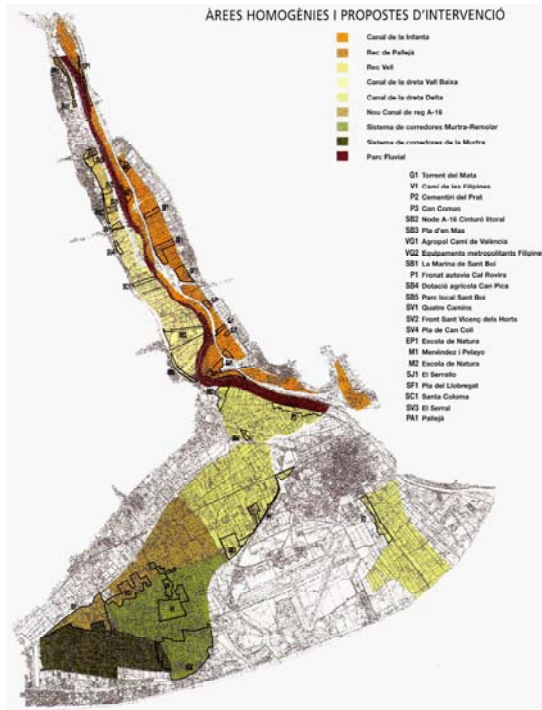 ÀREES HOMOGÈNIES I PROPOSTES D'INTERVENCIÓ
Canal de la Infanta
Rec de Pallejà
Rec Vell
Canal de la dreta Vall Baixa
Canal de la dreta Delta
Nou Canal de reg A-16
Sistema de corredores Murtra-Remolar
Sistema de corredores de la Murtra
Parc Fluvial
G1 Torrent del Mata
V1 Camí de les Filipines
P2 Cementiri del Prat
P3 Can Comas
SB2 Node A-16 Cinturó litoral
SB3 Pla d'en Mas
VG1 Agropol Camí de València
VG2 Equipaments metropolitants Filipine
SB1 La Marina de Sant Boi
P1 Fronat autovia Cal Rovira
SB4 Dotació agrícola Can Pica
SB5 Parc local Sant Boi
SV1 Quatre Camins
SV2 Front Sant Vicenç dels Horts
SV4 Pla de Can Coll
EP1 Escola de Natura
M1 Menéndez i Pelayo
M2 Escola de Natura
SJ1 El Serrallo
SF1 Pla del Llobregat
SC1 Santa Coloma
SV3 El Serral
PA1 Pallejà